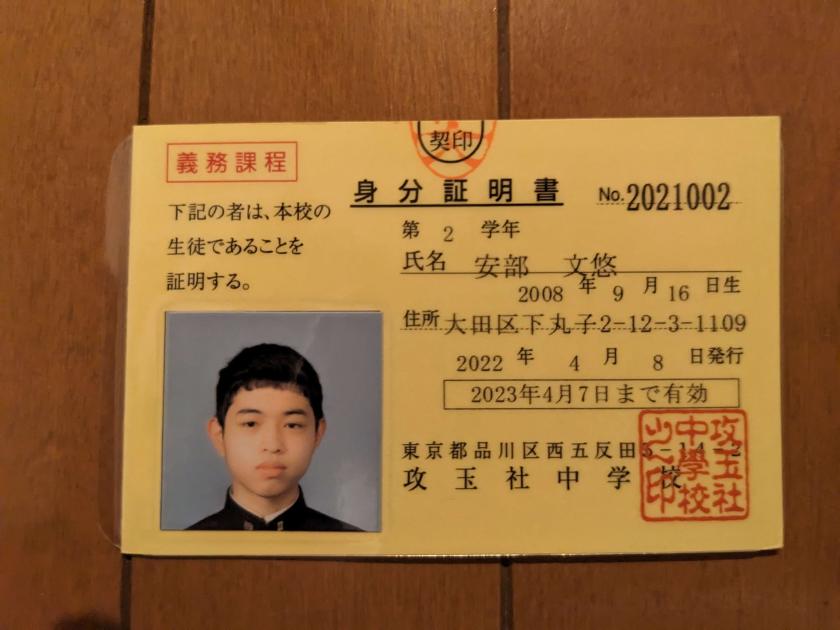 契印
義務課程
身分証明書 No.2021002
下記の者は、本校の
生徒であることを
証明する。
第 2 学年
氏名 安部 文悠
2008 年 9 月 16 日生
住所 大田区下丸子2-12-3-1109
2022 年 4 月 8 日発行
2023年4月7日まで有効
東京都品川区西五反田5-14-2
攻玉社中学校
攻玉社
中學校
之印